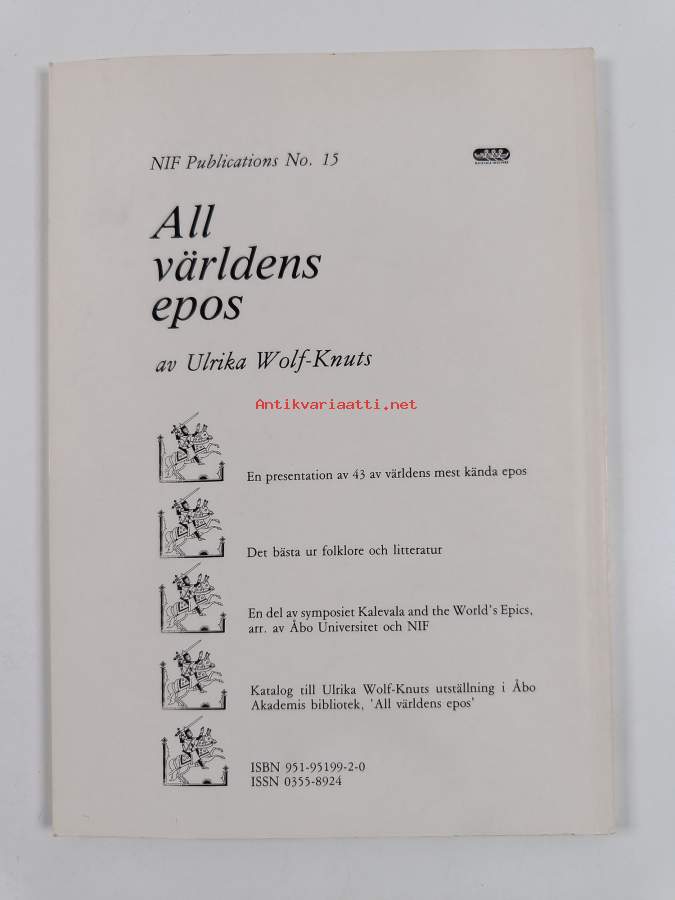 NIF Publications No. 15
All
världens
epos
av Ulrika Wolf-Knuts
Antikvariaatti.net
En presentation av 43 av världens mest kända epos
Det bästa ur folklore och litteratur
En del av symposiet Kalevala and the World's Epics,
arr. av Åbo Universitet och NIF
Katalog till Ulrika Wolf-Knuts utställning i Åbo
Akademis bibliotek, 'All världens epos'
ISBN 951-95199-2-0
ISSN 0355-8924